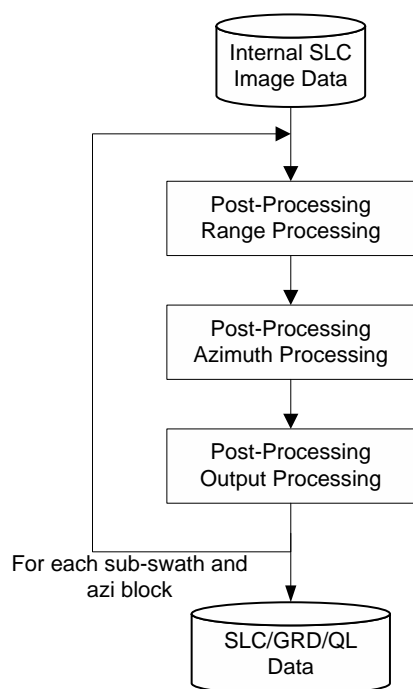 Internal SLC
Image Data
Post-Processing
Range Processing
Post-Processing
Azimuth Processing
Post-Processing
Output Processing
For each sub-swath and
azi block
SLC/GRD/QL
Data